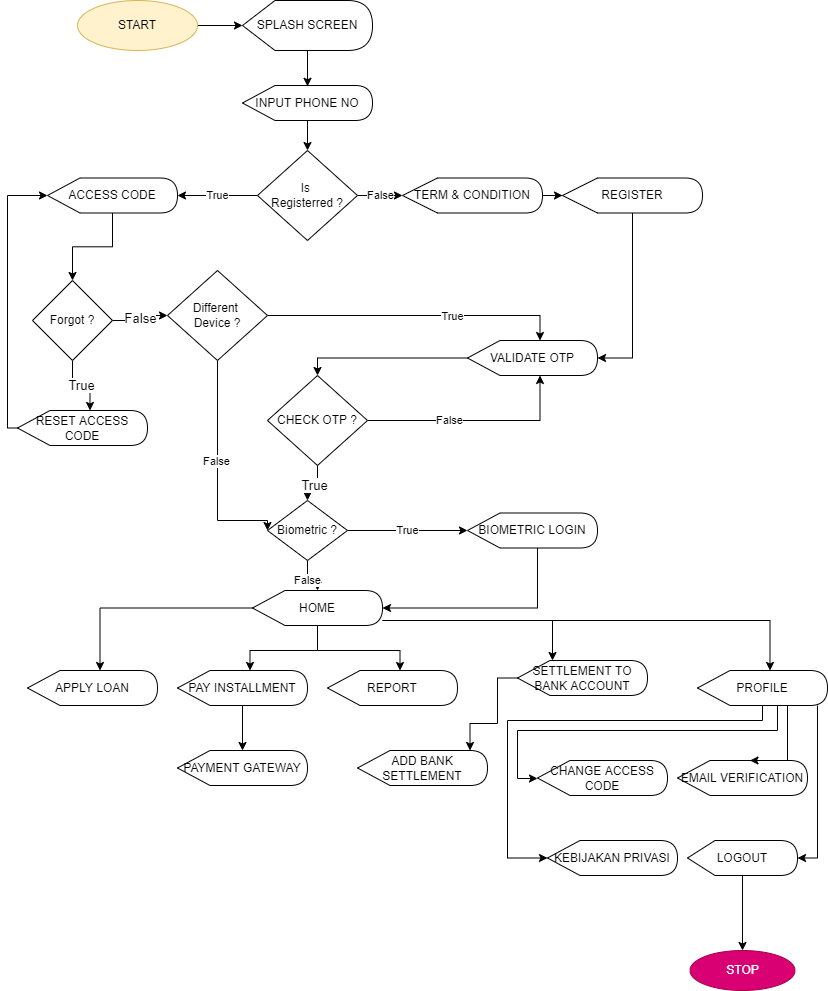 START
SPLASH SCREEN
INPUT PHONE NO
Is
Registerred ?
True
False
ACCESS CODE
TERM & CONDITION
REGISTER
Forgot ?
False
Different
Device ?
True
VALIDATE OTP
True
RESET ACCESS
CODE
CHECK OTP ?
False
False
True
Biometric ?
True
BIOMETRIC LOGIN
False
HOME
APPLY LOAN
PAY INSTALLMENT
REPORT
SETTLEMENT TO
BANK ACCOUNT
PROFILE
PAYMENT GATEWAY
ADD BANK
SETTLEMENT
CHANGE ACCESS
CODE
EMAIL VERIFICATION
KEBIJAKAN PRIVASI
LOGOUT
STOP